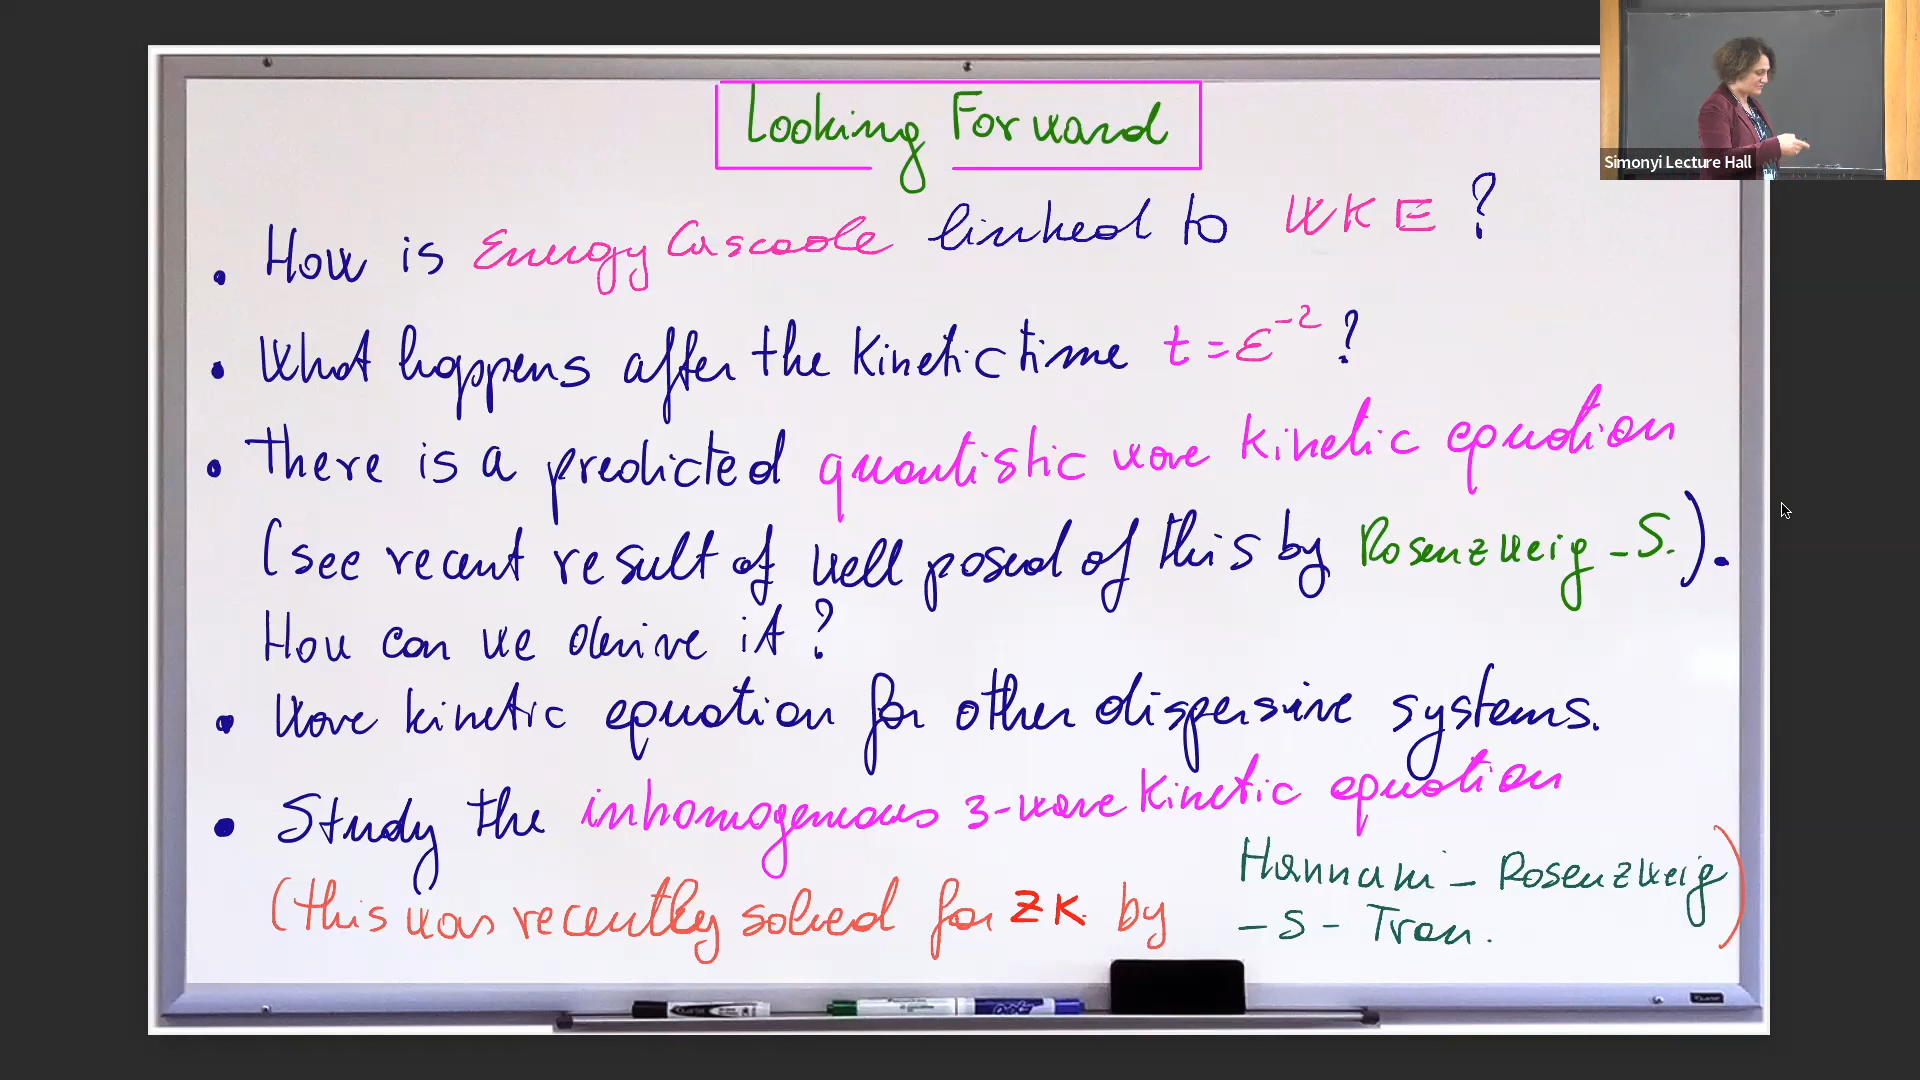 Looking Forward
Simonyi Lecture Hall
• How is Energy Cascade linked to WKE ?
• What happens after the Kinetic time t = ε⁻² ?
• There is a predicted quantistic wave kinetic equation
(see recent result of well posed of this by Rosenzweig - S.).
How can we derive it ?
• Wave kinetic equation for other dispersive systems.
• Study the inhomogeneous 3-wave kinetic equation
(this was recently solved for ZK by Hannani - Rosenzweig
- S - Tran.)